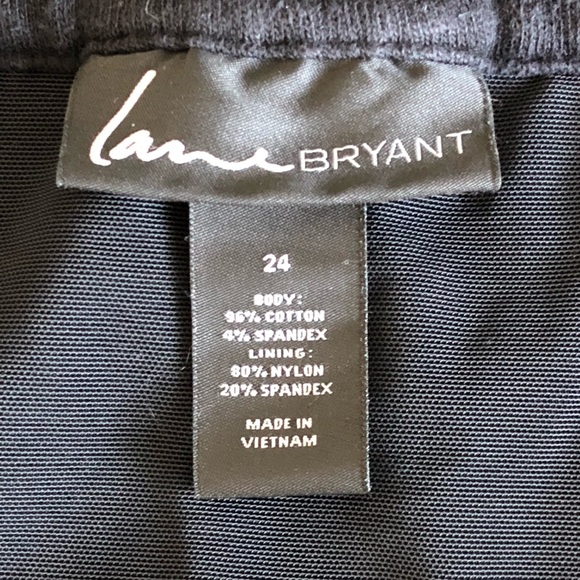 Lane BRYANT
24
BODY:
96% COTTON
4% SPANDEX
LINING:
80% NYLON
20% SPANDEX
MADE IN
VIETNAM